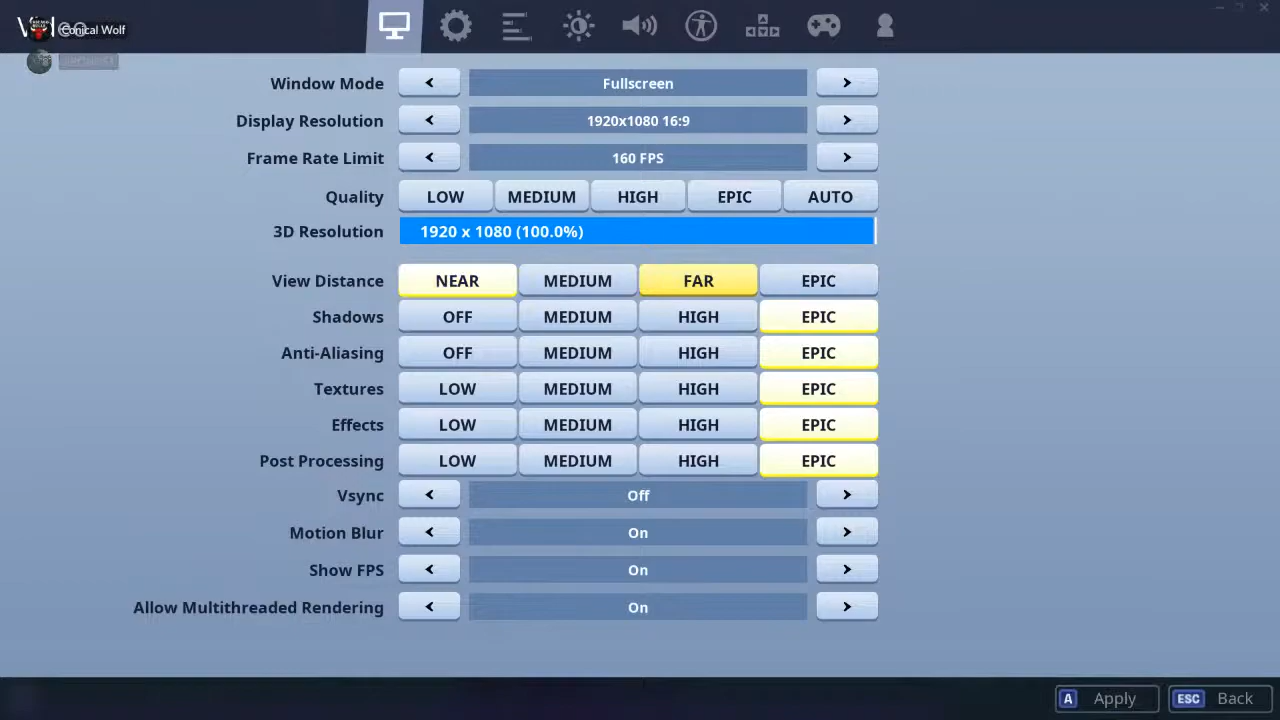 Video
Conical Wolf
Window Mode < Fullscreen >
Display Resolution < 1920x1080 16:9 >
Frame Rate Limit < 160 FPS >
Quality LOW MEDIUM HIGH EPIC AUTO
3D Resolution 1920 x 1080 (100.0%)
View Distance NEAR MEDIUM FAR EPIC
Shadows OFF MEDIUM HIGH EPIC
Anti-Aliasing OFF MEDIUM HIGH EPIC
Textures LOW MEDIUM HIGH EPIC
Effects LOW MEDIUM HIGH EPIC
Post Processing LOW MEDIUM HIGH EPIC
Vsync < Off >
Motion Blur < On >
Show FPS < On >
Allow Multithreaded Rendering < On >
A Apply ESC Back